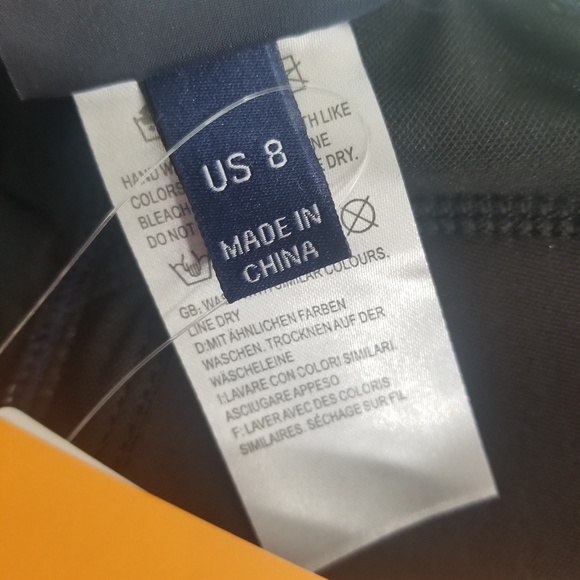 US 8
MADE IN
CHINA
TH LIKE
HAND W NE
COLORS DRY.
BLEACH
DO NOT
GB: WAS SIMILAR COLOURS.
LINE DRY
D:MIT ÄHNLICHEN FARBEN
WASCHEN. TROCKNEN AUF DER
WÄSCHELEINE
I:LAVARE CON COLORI SIMILARI.
ASCIUGARE APPESO
F: LAVER AVEC DES COLORIS
SIMILAIRES. SÉCHAGE SUR FIL